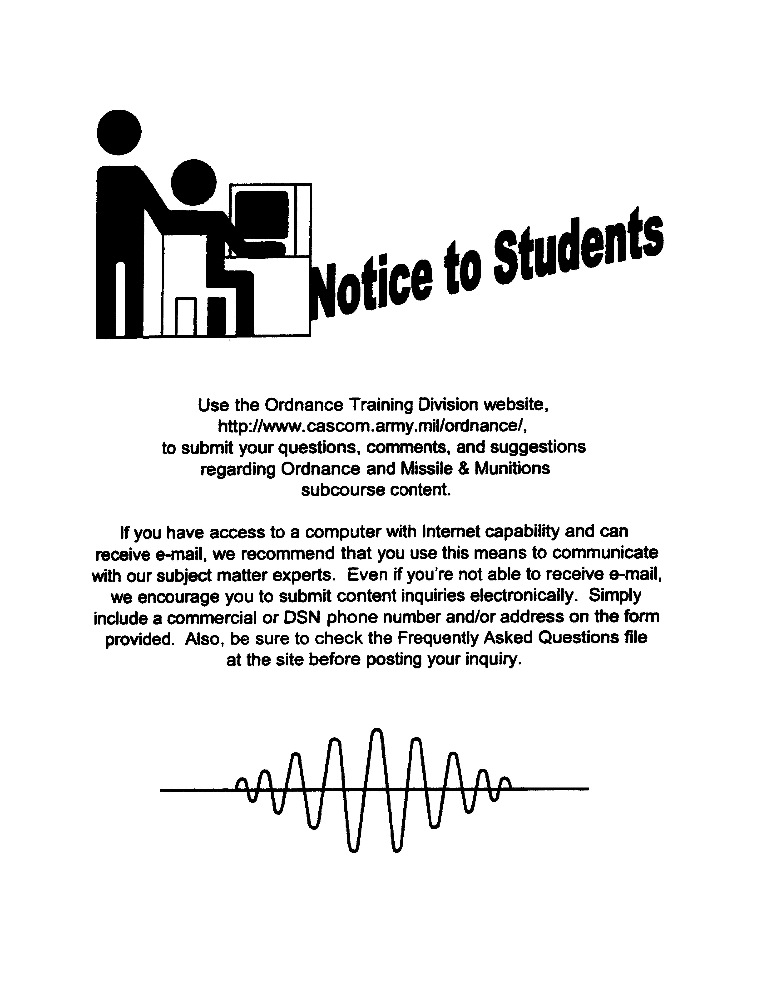 Notice to Students
Use the Ordnance Training Division website,
http://www.cascom.army.mil/ordnance/,
to submit your questions, comments, and suggestions
regarding Ordnance and Missile & Munitions
subcourse content.
If you have access to a computer with Internet capability and can
receive e-mail, we recommend that you use this means to communicate
with our subject matter experts.  Even if you're not able to receive e-mail,
we encourage you to submit content inquiries electronically.  Simply
include a commercial or DSN phone number and/or address on the form
provided.  Also, be sure to check the Frequently Asked Questions file
at the site before posting your inquiry.